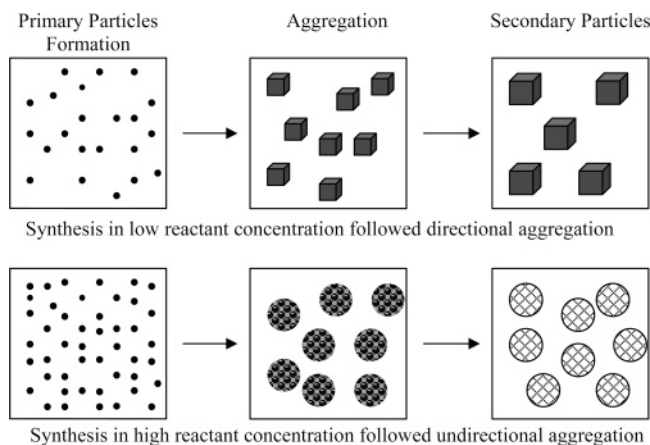 Primary Particles
Formation
Aggregation
Secondary Particles
Synthesis in low reactant concentration followed directional aggregation
Synthesis in high reactant concentration followed undirectional aggregation